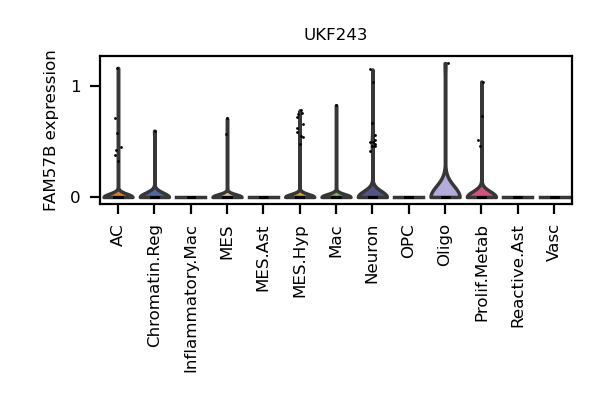 UKF243
FAM57B expression
1
0
AC
Chromatin.Reg
Inflammatory.Mac
MES
MES.Ast
MES.Hyp
Mac
Neuron
OPC
Oligo
Prolif.Metab
Reactive.Ast
Vasc